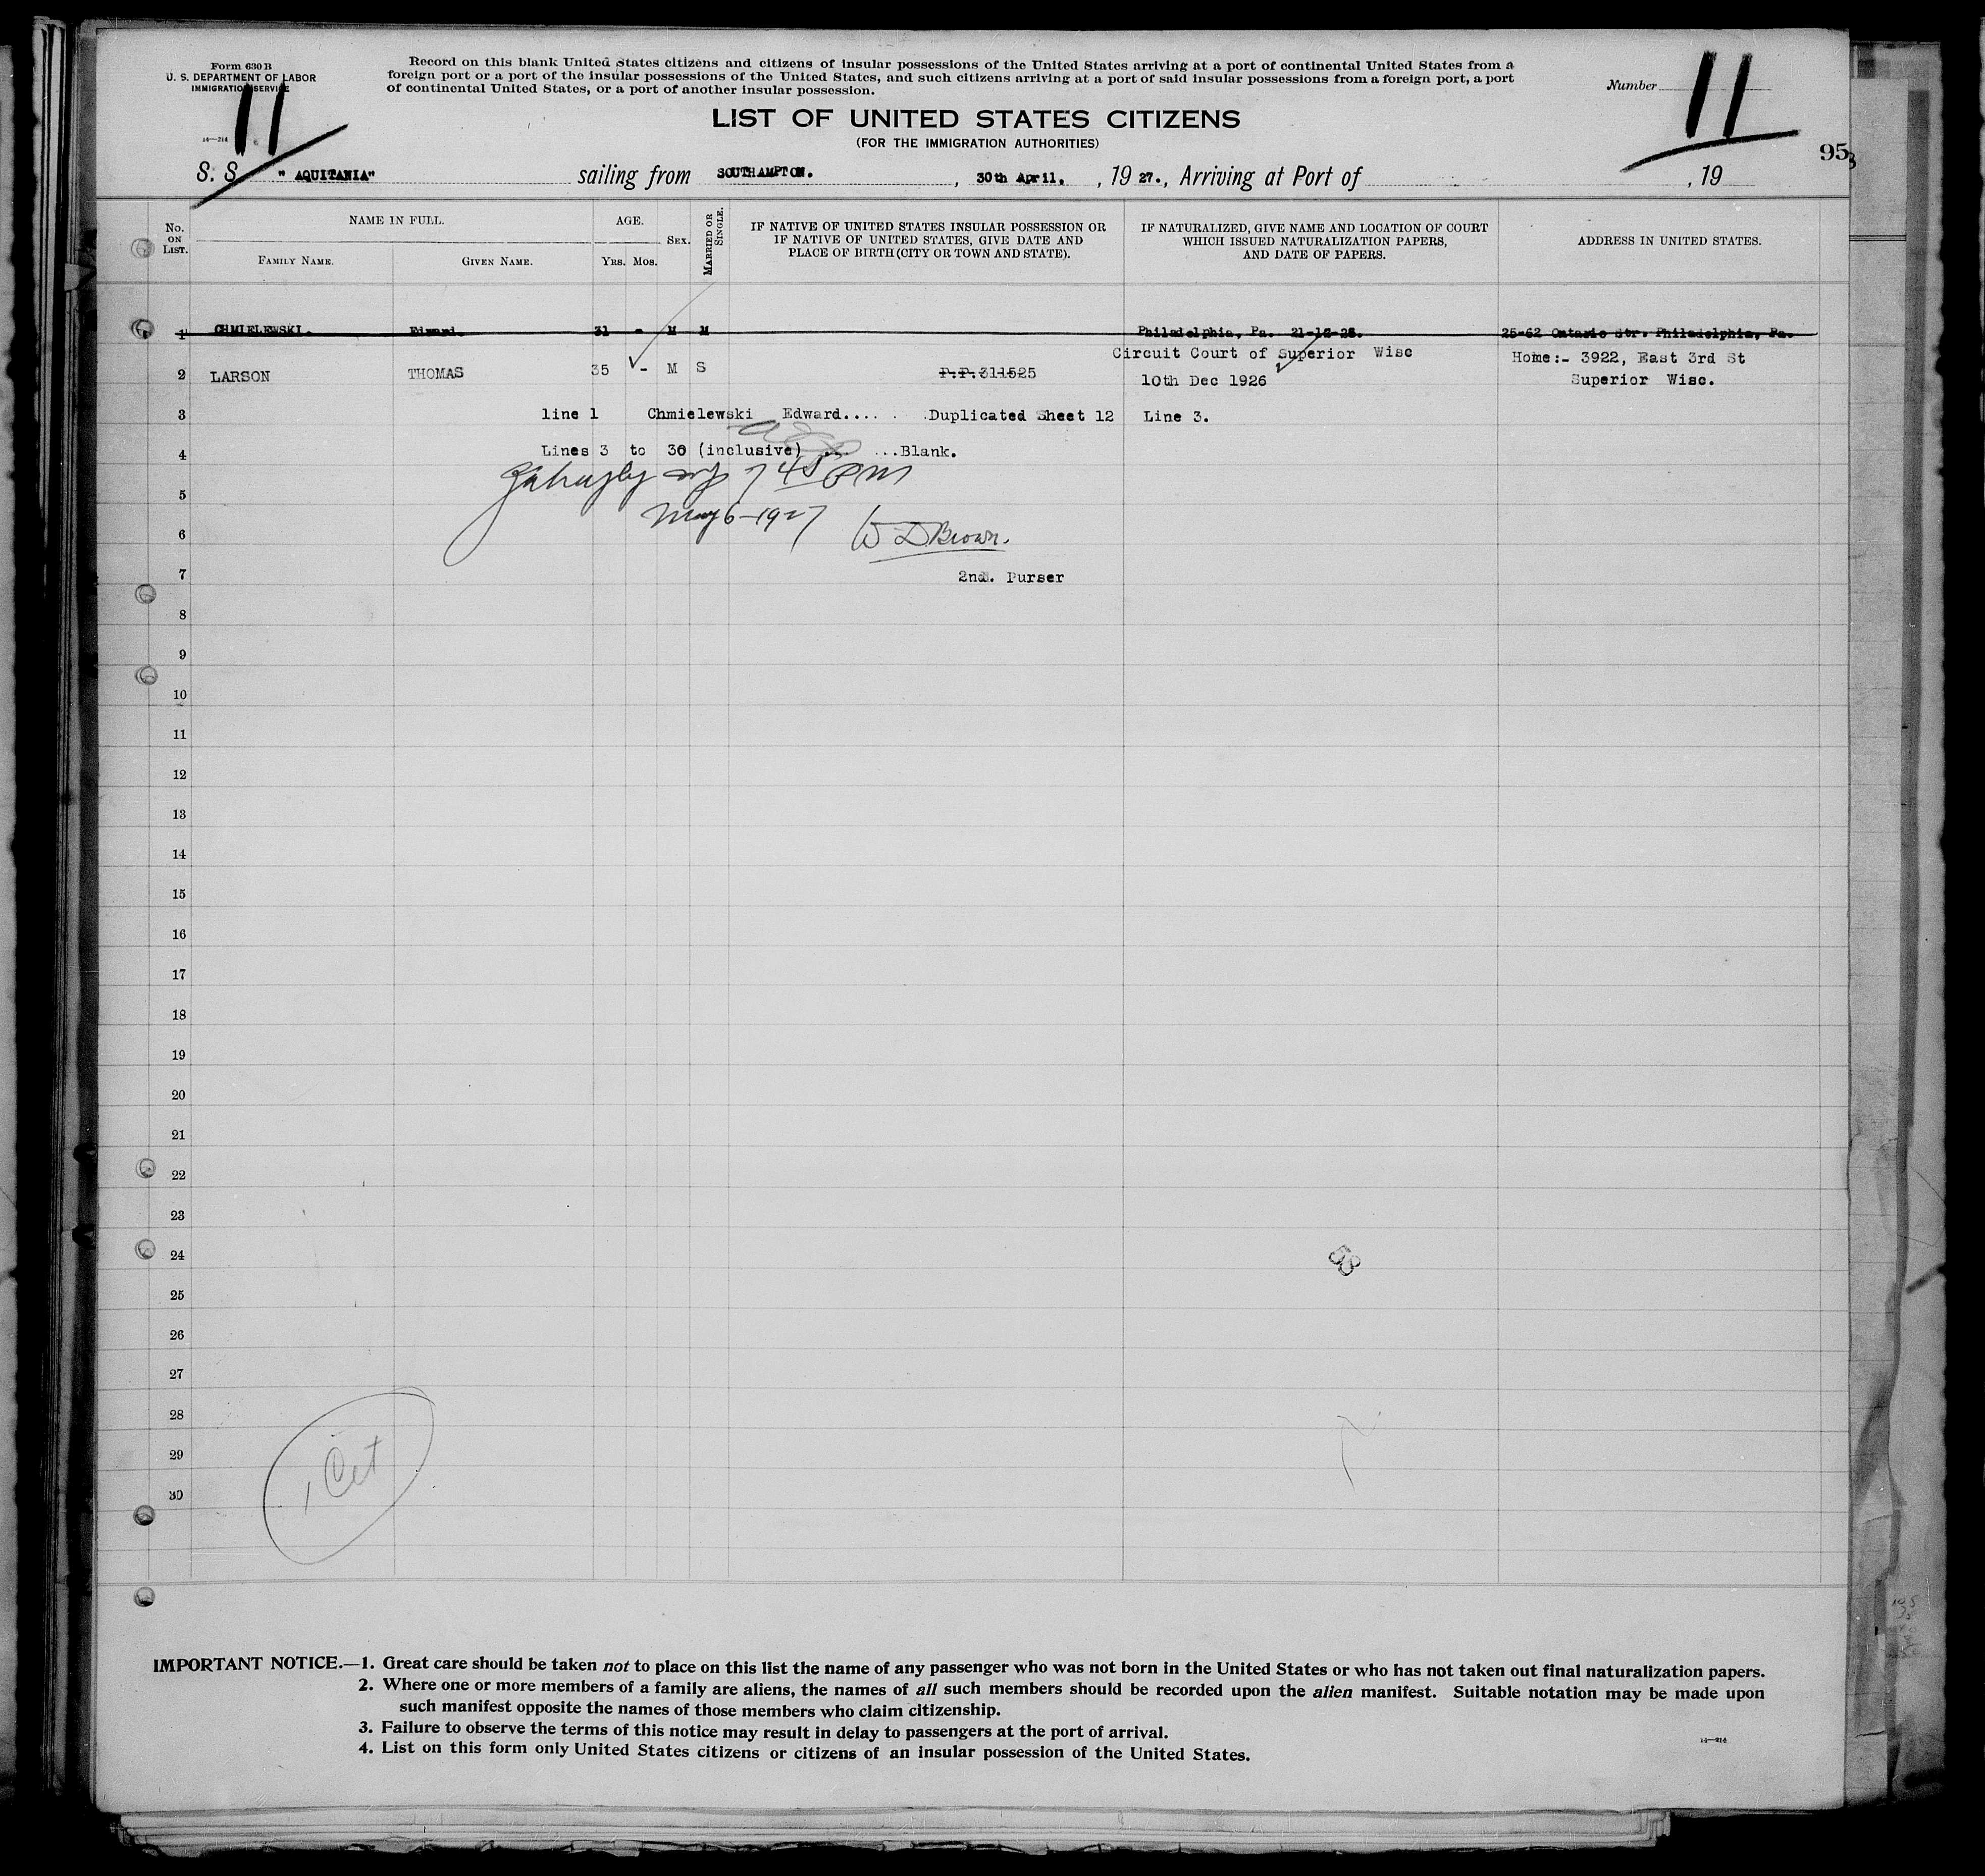 Form 630 B
U. S. DEPARTMENT OF LABOR
IMMIGRATION SERVICE
14—214
11
Record on this blank United States citizens and citizens of insular possessions of the United States arriving at a port of continental United States from a
foreign port or a port of the insular possessions of the United States, and such citizens arriving at a port of said insular possessions from a foreign port, a port
of continental United States, or a port of another insular possession.
Number 11
LIST OF UNITED STATES CITIZENS
(FOR THE IMMIGRATION AUTHORITIES)
95
S. S. "AQUITANIA" sailing from SOUTHAMPTON. , 30th April. , 19 27., Arriving at Port of , 19
No. ON LIST.
NAME IN FULL.
FAMILY NAME. GIVEN NAME.
AGE.
YRS. MOS.
SEX.
MARRIED OR SINGLE.
IF NATIVE OF UNITED STATES INSULAR POSSESSION OR
IF NATIVE OF UNITED STATES, GIVE DATE AND
PLACE OF BIRTH (CITY OR TOWN AND STATE).
IF NATURALIZED, GIVE NAME AND LOCATION OF COURT
WHICH ISSUED NATURALIZATION PAPERS,
AND DATE OF PAPERS.
ADDRESS IN UNITED STATES.
1 CHMIELEWSKI. Edward. 31 - M M Philadelphia, Pa. 25-62 Ontario Str. Philadelphia, Pa.
Circuit Court of Superior Wisc Home:- 3922, East 3rd St
2 LARSON THOMAS 35 - M S P.P.311525 10th Dec 1926 Superior Wisc.
3 line 1 Chmielewski Edward.... Duplicated Sheet 12 Line 3.
4 Lines 3 to 30 (inclusive) ...Blank.
7 45 PM
5
May 6-1927 W D Brown.
6
7 2nd. Purser
8
9
10
11
12
13
14
15
16
17
18
19
20
21
22
23
24
58
25
26
27
28
29
1 Cit
30
IMPORTANT NOTICE.—1. Great care should be taken not to place on this list the name of any passenger who was not born in the United States or who has not taken out final naturalization papers.
2. Where one or more members of a family are aliens, the names of all such members should be recorded upon the alien manifest. Suitable notation may be made upon
such manifest opposite the names of those members who claim citizenship.
3. Failure to observe the terms of this notice may result in delay to passengers at the port of arrival.
4. List on this form only United States citizens or citizens of an insular possession of the United States.
14—214